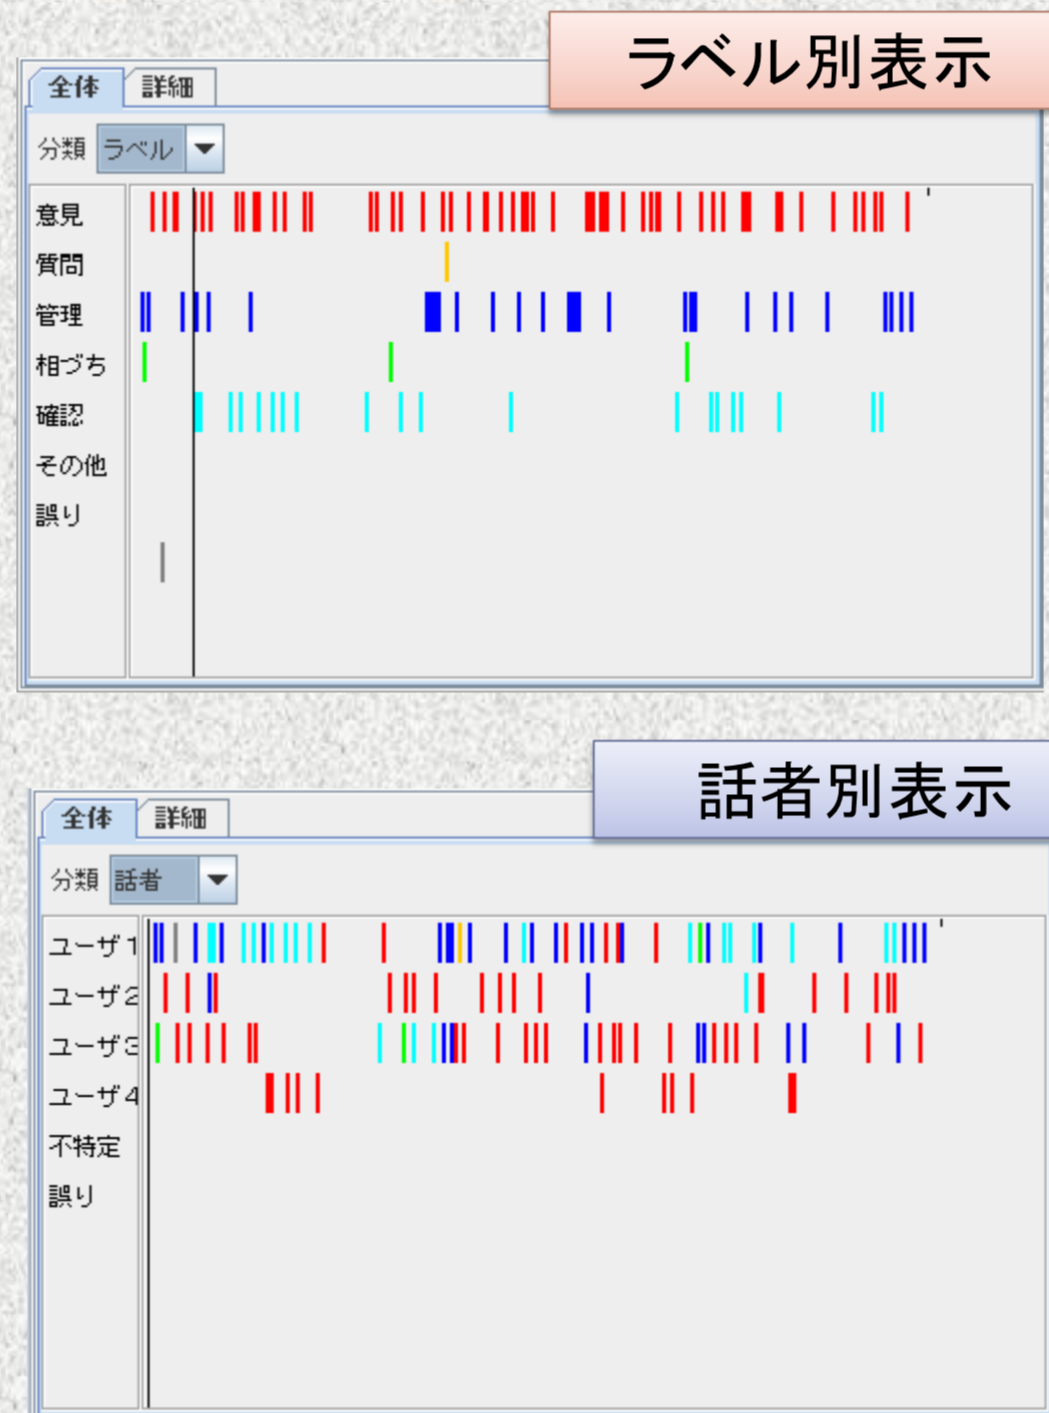 ラベル別表示
全体 詳細
分類 ラベル
意見
質問
管理
相づち
確認
その他
誤り
話者別表示
全体 詳細
分類 話者
ユーザ1
ユーザ2
ユーザ3
ユーザ4
不特定
誤り